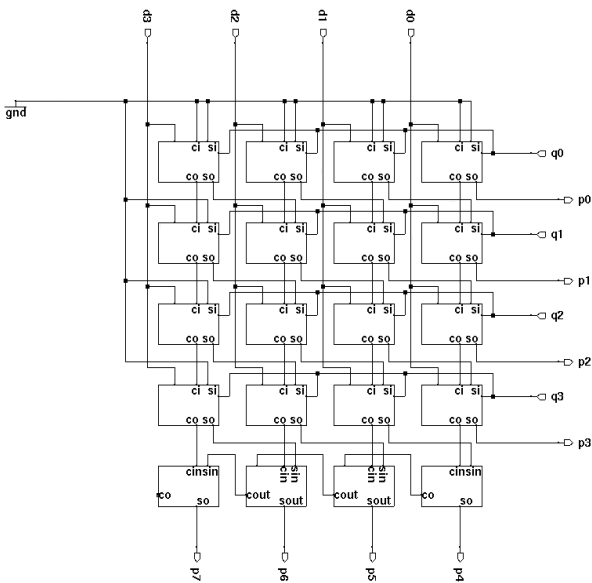 d3 d2 d1 d0
gnd
ci si ci si ci si ci si q0
co so co so co so co so
p0
ci si ci si ci si ci si q1
co so co so co so co so
p1
ci si ci si ci si ci si q2
co so co so co so co so
p2
ci si ci si ci si ci si q3
co so co so co so co so
p3
cinsin cin sin cin sin cinsin
co cout cout co
so sout sout so
p7 p6 p5 p4